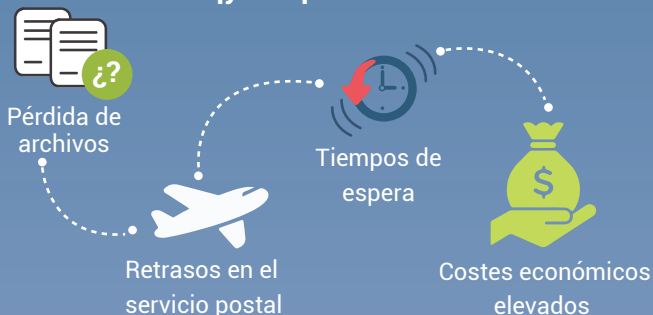 ¿?
Pérdida de
archivos
Retrasos en el
servicio postal
Tiempos de
espera
$
Costes económicos
elevados